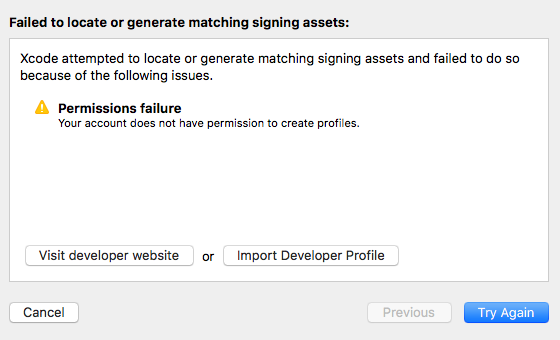 Failed to locate or generate matching signing assets:
Xcode attempted to locate or generate matching signing assets and failed to do so
because of the following issues.
Permissions failure
Your account does not have permission to create profiles.
Visit developer website or Import Developer Profile
Cancel Previous Try Again